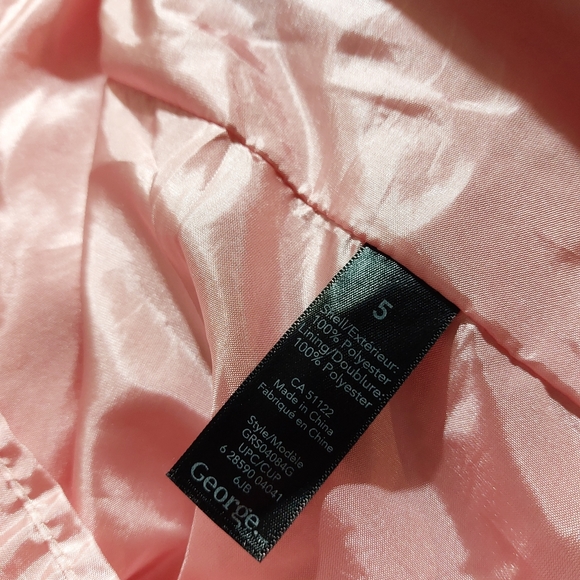 5
Shell/Extérieur:
100% Polyester
Lining/Doublure:
100% Polyester
CA 51122
Made in China
Fabriqué en Chine
Style/Modèle
GRS04084G
UPC/CUP
6 28590 04041
6J8
George.